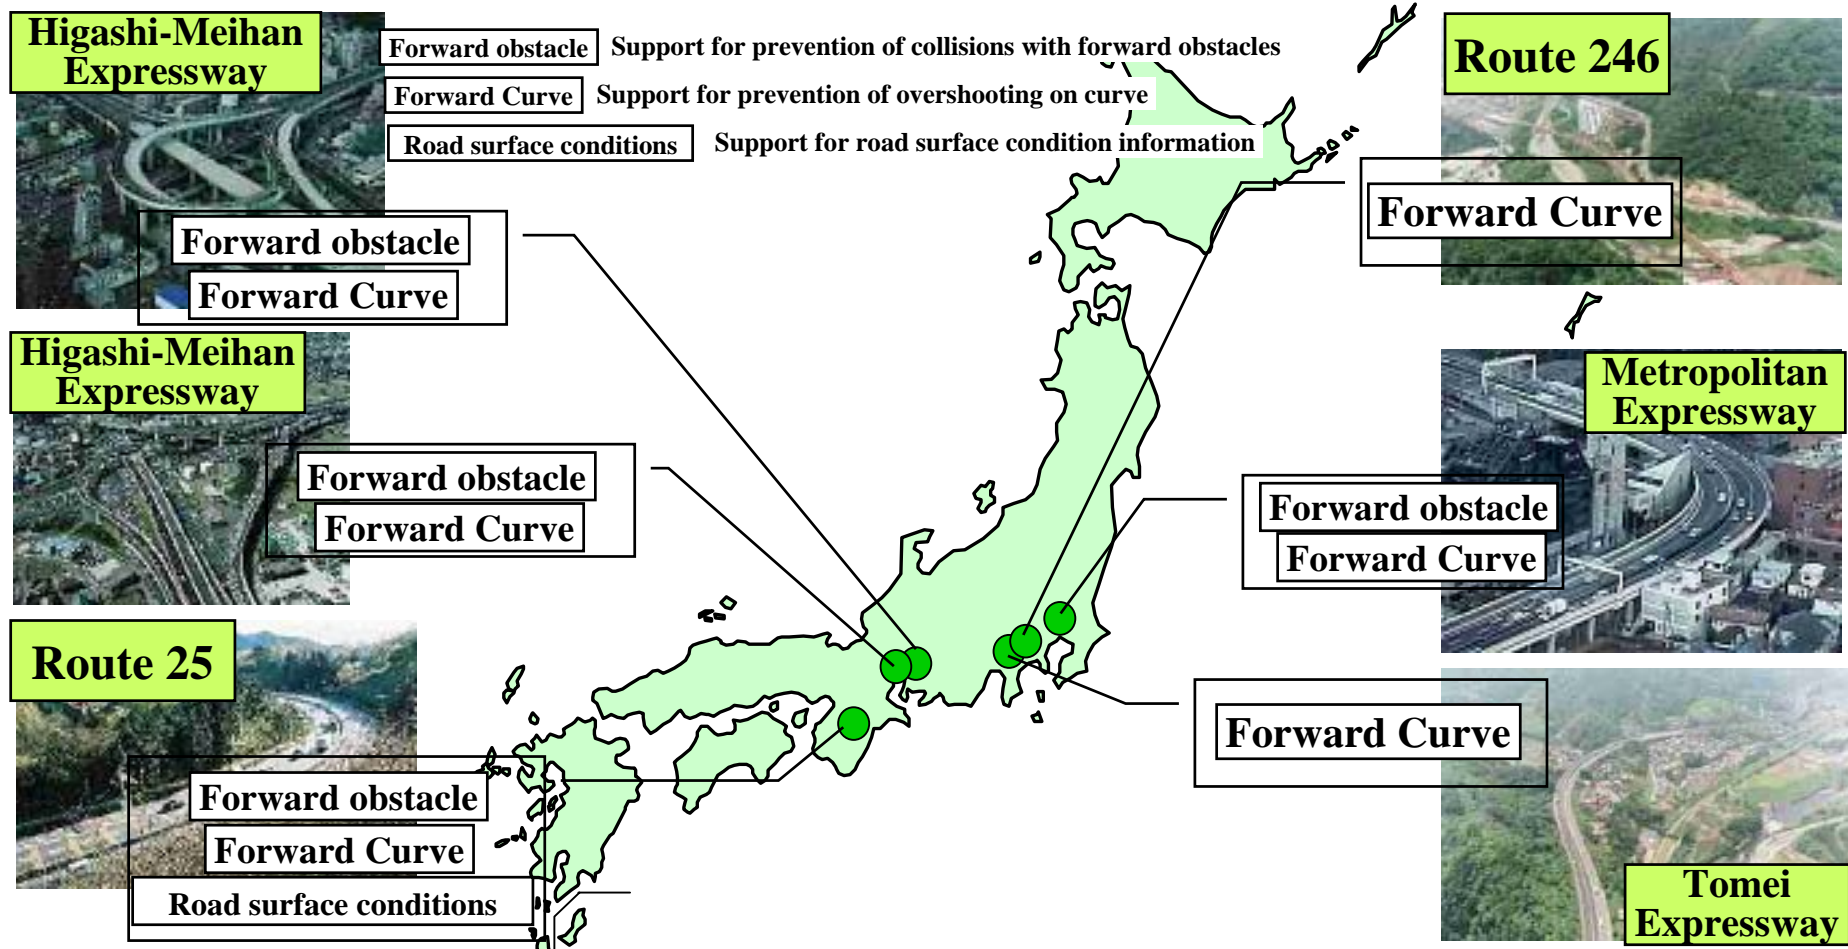 Higashi-Meihan
Expressway
Forward obstacle Support for prevention of collisions with forward obstacles
Forward Curve Support for prevention of overshooting on curve
Road surface conditions Support for road surface condition information
Route 246
Forward Curve
Forward obstacle
Forward Curve
Higashi-Meihan
Expressway
Forward obstacle
Forward Curve
Metropolitan
Expressway
Forward obstacle
Forward Curve
Route 25
Forward obstacle
Forward Curve
Road surface conditions
Forward Curve
Tomei
Expressway